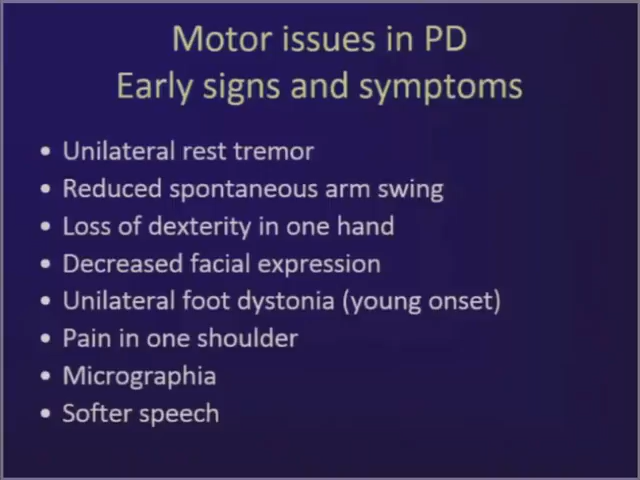 Motor issues in PD
Early signs and symptoms
• Unilateral rest tremor
• Reduced spontaneous arm swing
• Loss of dexterity in one hand
• Decreased facial expression
• Unilateral foot dystonia (young onset)
• Pain in one shoulder
• Micrographia
• Softer speech